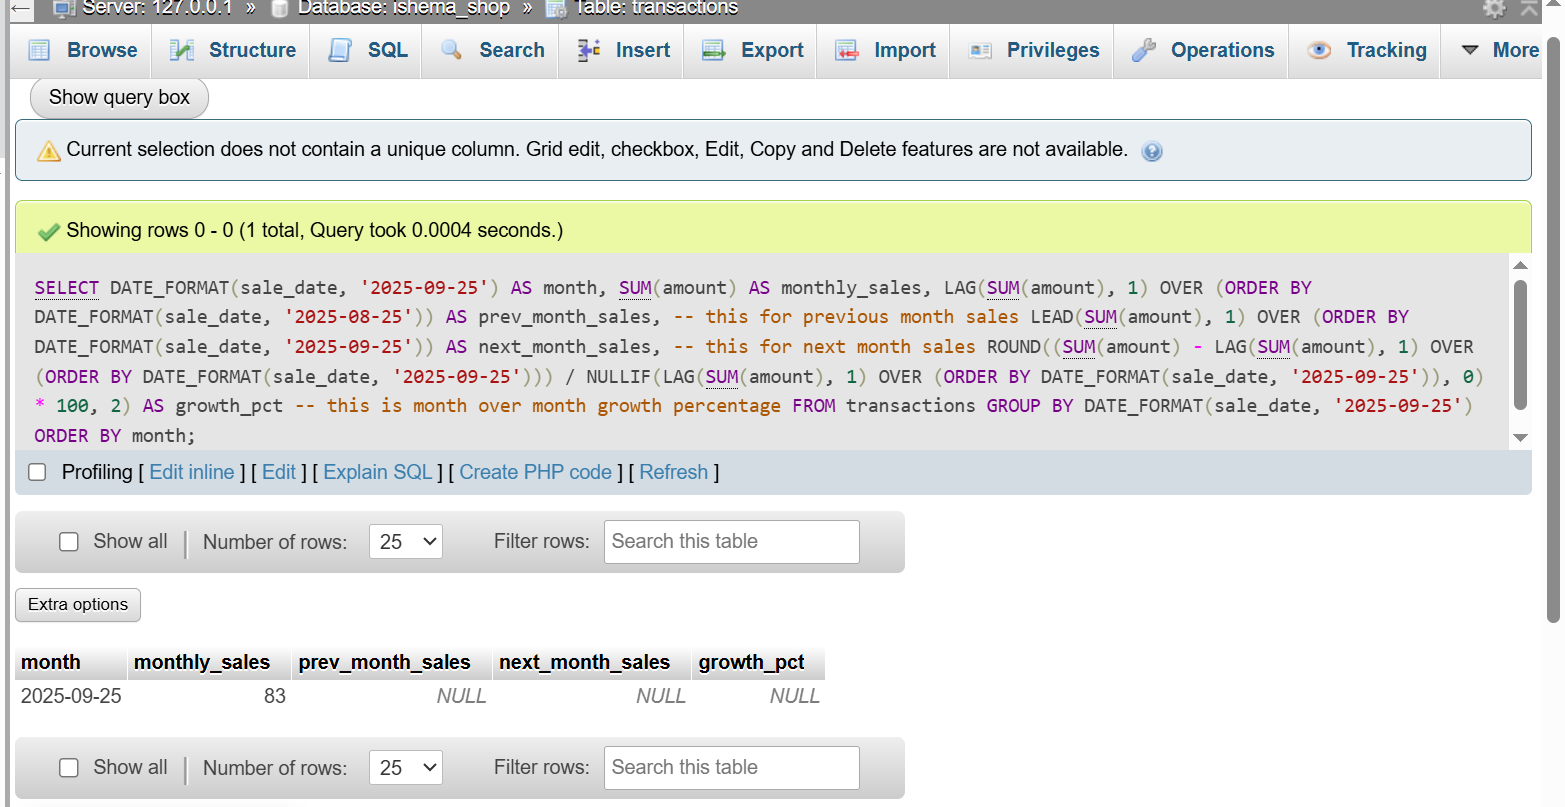 Server: 127.0.0.1 » Database: ishema_shop » Table: transactions
Browse Structure SQL Search Insert Export Import Privileges Operations Tracking More
Show query box
Current selection does not contain a unique column. Grid edit, checkbox, Edit, Copy and Delete features are not available.
Showing rows 0 - 0 (1 total, Query took 0.0004 seconds.)
SELECT DATE_FORMAT(sale_date, '2025-09-25') AS month, SUM(amount) AS monthly_sales, LAG(SUM(amount), 1) OVER (ORDER BY
DATE_FORMAT(sale_date, '2025-08-25')) AS prev_month_sales, -- this for previous month sales LEAD(SUM(amount), 1) OVER (ORDER BY
DATE_FORMAT(sale_date, '2025-09-25')) AS next_month_sales, -- this for next month sales ROUND((SUM(amount) - LAG(SUM(amount), 1) OVER
(ORDER BY DATE_FORMAT(sale_date, '2025-09-25'))) / NULLIF(LAG(SUM(amount), 1) OVER (ORDER BY DATE_FORMAT(sale_date, '2025-09-25')), 0)
* 100, 2) AS growth_pct -- this is month over month growth percentage FROM transactions GROUP BY DATE_FORMAT(sale_date, '2025-09-25')
ORDER BY month;
Profiling [ Edit inline ] [ Edit ] [ Explain SQL ] [ Create PHP code ] [ Refresh ]
Show all | Number of rows: 25 Filter rows: Search this table
Extra options
month monthly_sales prev_month_sales next_month_sales growth_pct
2025-09-25 83 NULL NULL NULL
Show all | Number of rows: 25 Filter rows: Search this table